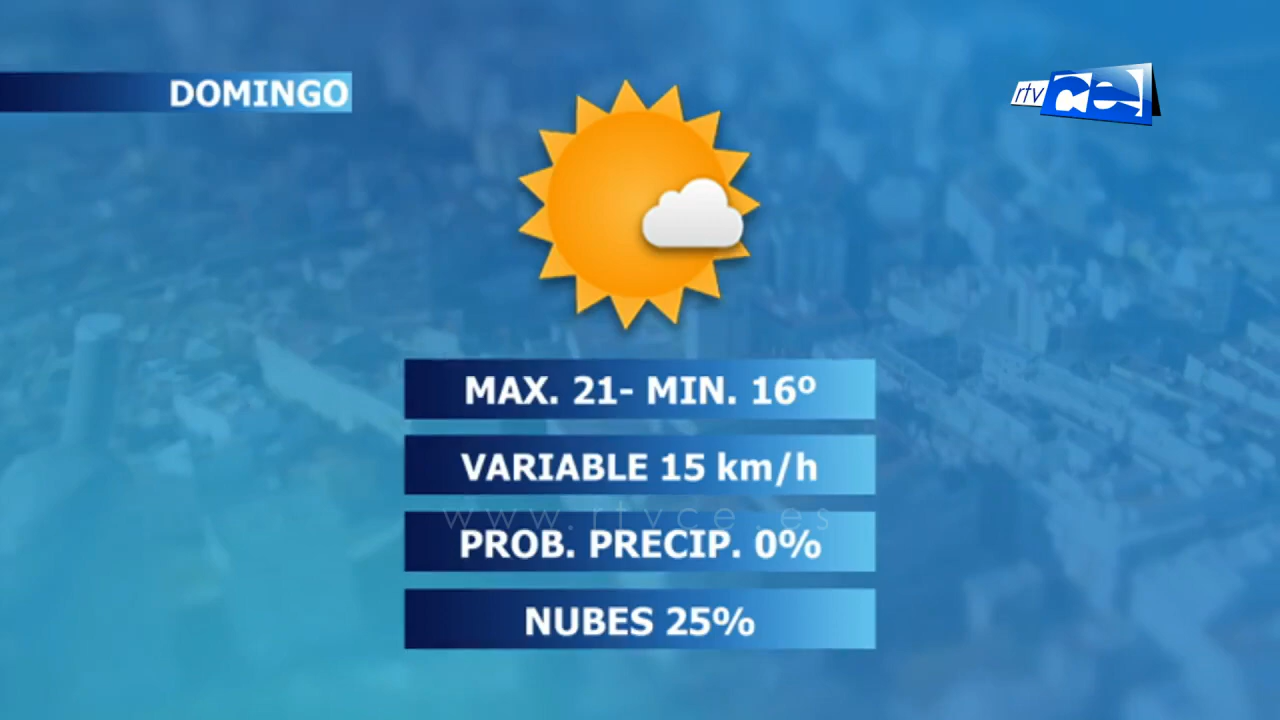 DOMINGO
rtv ce!
MAX. 21- MIN. 16º
VARIABLE 15 km/h
www.rtvce.es
PROB. PRECIP. 0%
NUBES 25%